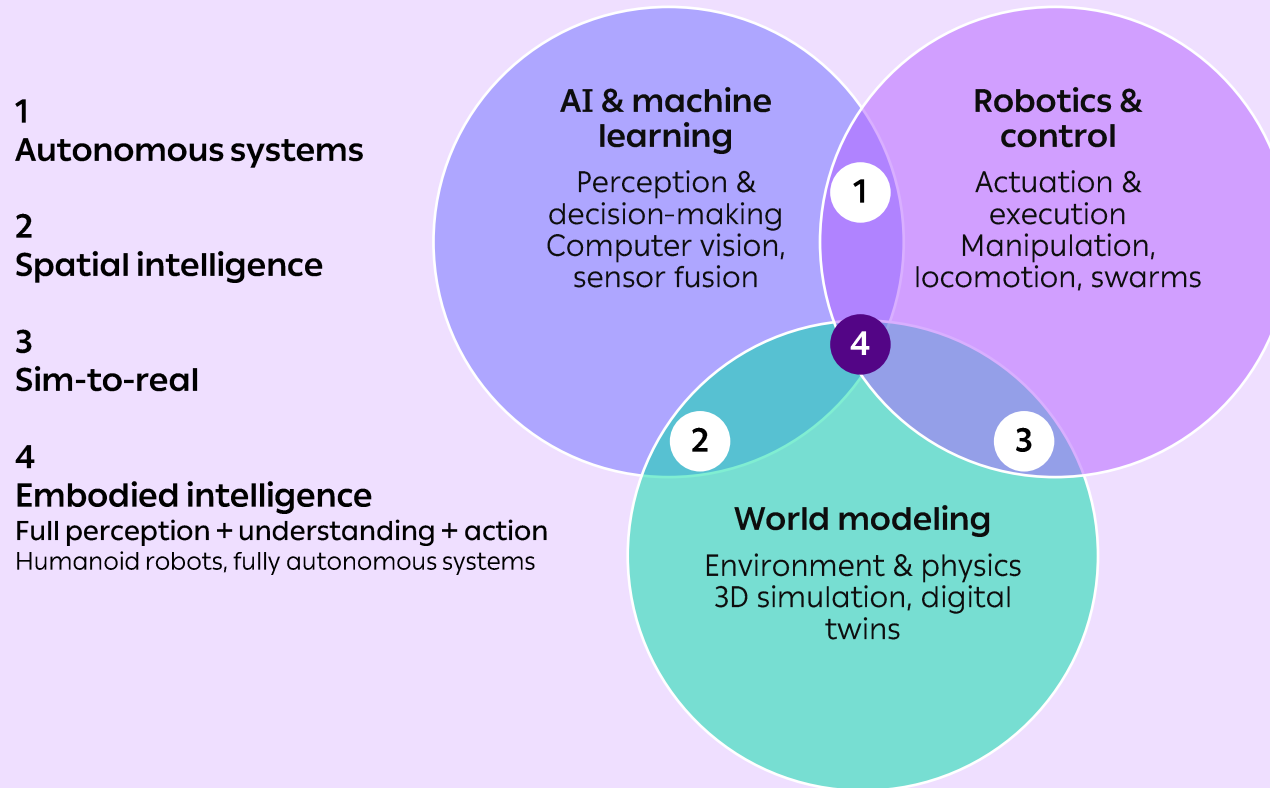 1
Autonomous systems
2
Spatial intelligence
3
Sim-to-real
4
Embodied intelligence
Full perception + understanding + action
Humanoid robots, fully autonomous systems
AI & machine
learning
Perception &
decision-making
Computer vision,
sensor fusion
1
Robotics &
control
Actuation &
execution
Manipulation,
locomotion, swarms
4
2
3
World modeling
Environment & physics
3D simulation, digital
twins